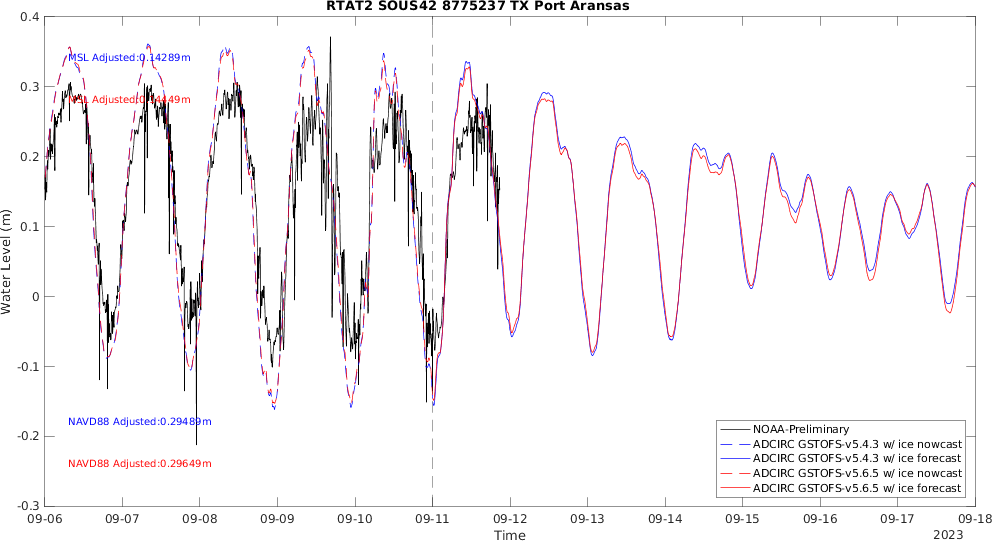 RTAT2 SOUS42 8775237 TX Port Aransas
0.4
0.3
0.2
0.1
0
-0.1
-0.2
-0.3
Water Level (m)
MSL Adjusted:0.14289m
MSL Adjusted:0.14449m
NAVD88 Adjusted:0.29489m
NAVD88 Adjusted:0.29649m
NOAA-Preliminary
ADCIRC GSTOFS-v5.4.3 w/ ice nowcast
ADCIRC GSTOFS-v5.4.3 w/ ice forecast
ADCIRC GSTOFS-v5.6.5 w/ ice nowcast
ADCIRC GSTOFS-v5.6.5 w/ ice forecast
09-06 09-07 09-08 09-09 09-10 09-11 09-12 09-13 09-14 09-15 09-16 09-17 09-18
Time
2023